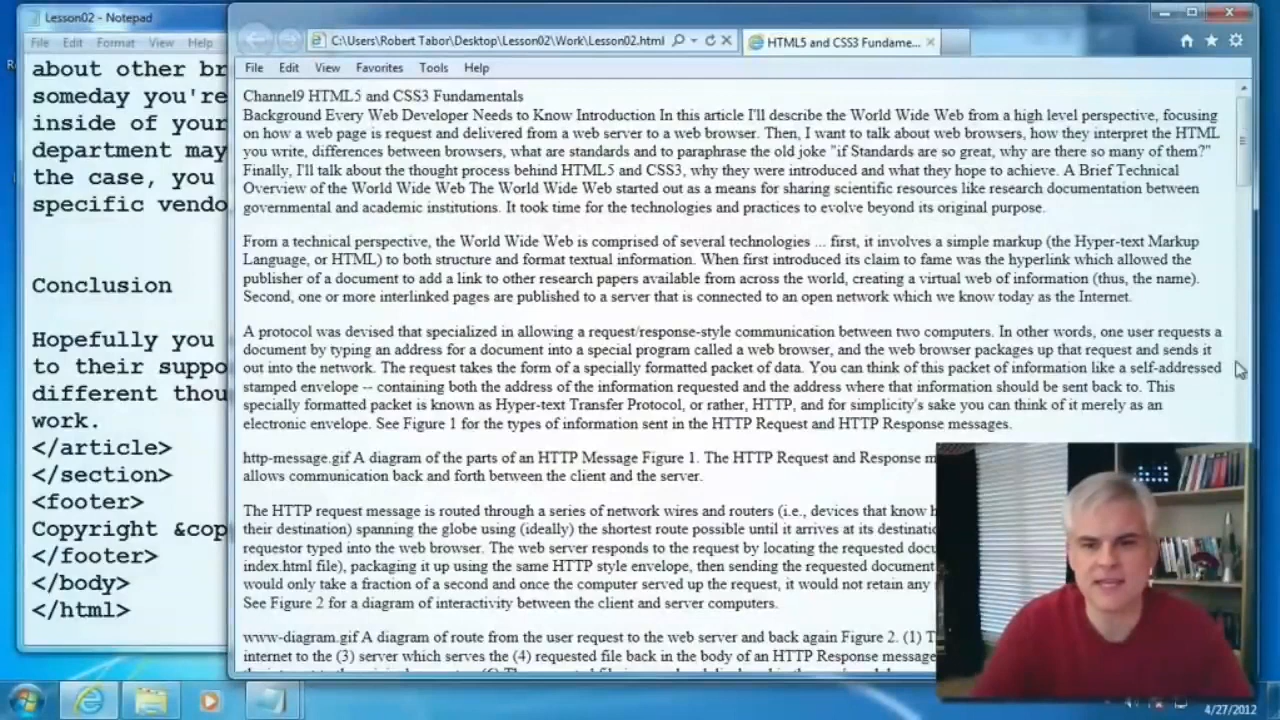 Lesson02 - Notepad
File Edit Format View Help
about other br
someday you're
inside of your
department may
the case, you
specific vendo
Conclusion
Hopefully you
to their suppo
different thou
work.
</article>
</section>
<footer>
Copyright &cop
</footer>
</body>
</html>
C:\Users\Robert Tabor\Desktop\Lesson02\Work\Lesson02.html
HTML5 and CSS3 Fundame...
File Edit View Favorites Tools Help
Channel9 HTML5 and CSS3 Fundamentals
Background Every Web Developer Needs to Know Introduction In this article I'll describe the World Wide Web from a high level perspective, focusing
on how a web page is request and delivered from a web server to a web browser. Then, I want to talk about web browsers, how they interpret the HTML
you write, differences between browsers, what are standards and to paraphrase the old joke "if Standards are so great, why are there so many of them?"
Finally, I'll talk about the thought process behind HTML5 and CSS3, why they were introduced and what they hope to achieve. A Brief Technical
Overview of the World Wide Web The World Wide Web started out as a means for sharing scientific resources like research documentation between
governmental and academic institutions. It took time for the technologies and practices to evolve beyond its original purpose.
From a technical perspective, the World Wide Web is comprised of several technologies ... first, it involves a simple markup (the Hyper-text Markup
Language, or HTML) to both structure and format textual information. When first introduced its claim to fame was the hyperlink which allowed the
publisher of a document to add a link to other research papers available from across the world, creating a virtual web of information (thus, the name).
Second, one or more interlinked pages are published to a server that is connected to an open network which we know today as the Internet.
A protocol was devised that specialized in allowing a request/response-style communication between two computers. In other words, one user requests a
document by typing an address for a document into a special program called a web browser, and the web browser packages up that request and sends it
out into the network. The request takes the form of a specially formatted packet of data. You can think of this packet of information like a self-addressed
stamped envelope -- containing both the address of the information requested and the address where that information should be sent back to. This
specially formatted packet is known as Hyper-text Transfer Protocol, or rather, HTTP, and for simplicity's sake you can think of it merely as an
electronic envelope. See Figure 1 for the types of information sent in the HTTP Request and HTTP Response messages.
http-message.gif A diagram of the parts of an HTTP Message Figure 1. The HTTP Request and Response m
allows communication back and forth between the client and the server.
The HTTP request message is routed through a series of network wires and routers (i.e., devices that know h
their destination) spanning the globe using (ideally) the shortest route possible until it arrives at its destinatio
requestor typed into the web browser. The web server responds to the request by locating the requested docu
index.html file), packaging it up using the same HTTP style envelope, then sending the requested document
would only take a fraction of a second and once the computer served up the request, it would not retain any
See Figure 2 for a diagram of interactivity between the client and server computers.
www-diagram.gif A diagram of route from the user request to the web server and back again Figure 2. (1) T
internet to the (3) server which serves the (4) requested file back in the body of an HTTP Response message
4/27/2012